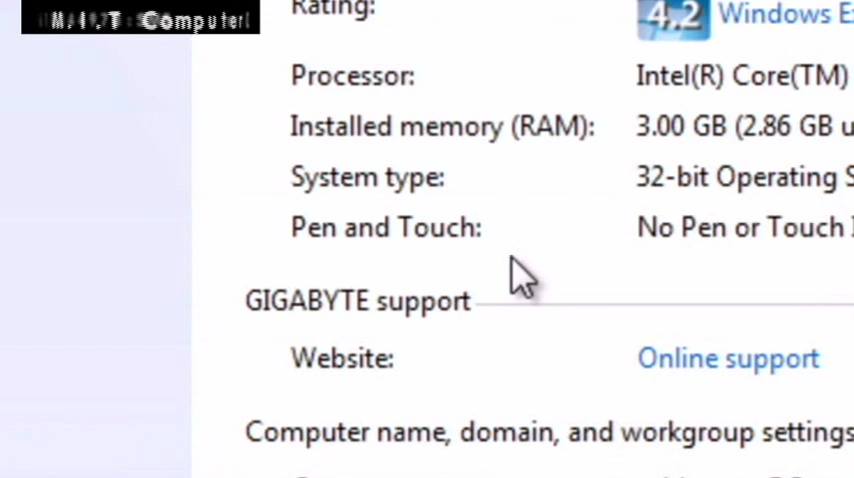 Computer
Rating:
4.2 Windows Ex
Processor:
Intel(R) Core(TM)
Installed memory (RAM):
3.00 GB (2.86 GB u
System type:
32-bit Operating S
Pen and Touch:
No Pen or Touch I
GIGABYTE support
Website:
Online support
Computer name, domain, and workgroup settings